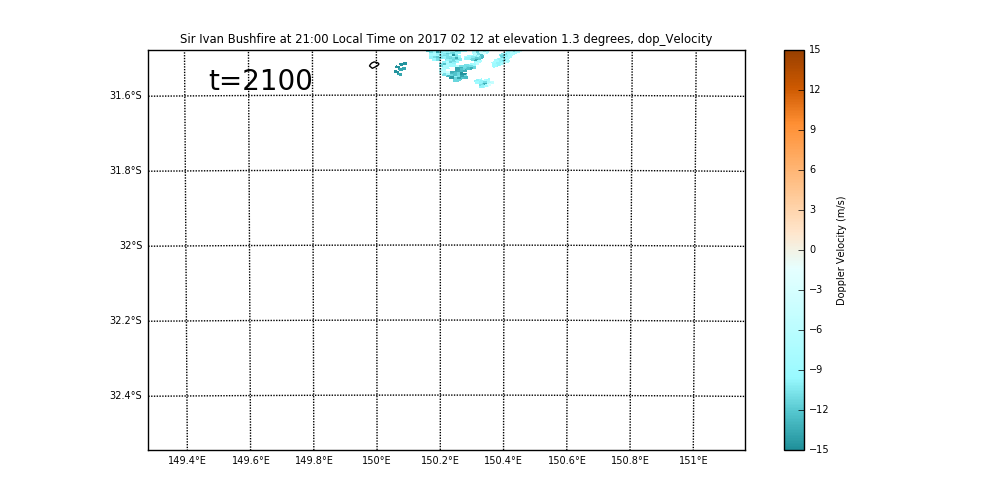 Sir Ivan Bushfire at 21:00 Local Time on 2017 02 12 at elevation 1.3 degrees, dop_Velocity
t=2100
31.6°S
31.8°S
32°S
32.2°S
32.4°S
149.4°E 149.6°E 149.8°E 150°E 150.2°E 150.4°E 150.6°E 150.8°E 151°E
15
12
9
6
3
0
−3
−6
−9
−12
−15
Doppler Velocity (m/s)